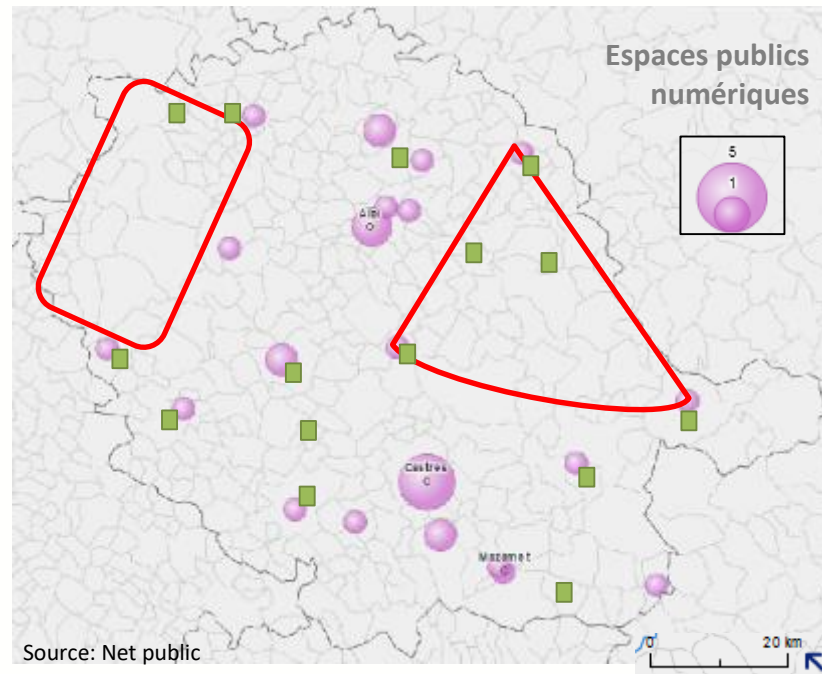 Espaces publics
numériques
5
1
Albi
Castres
Mazamet
Source: Net public
0
20 km